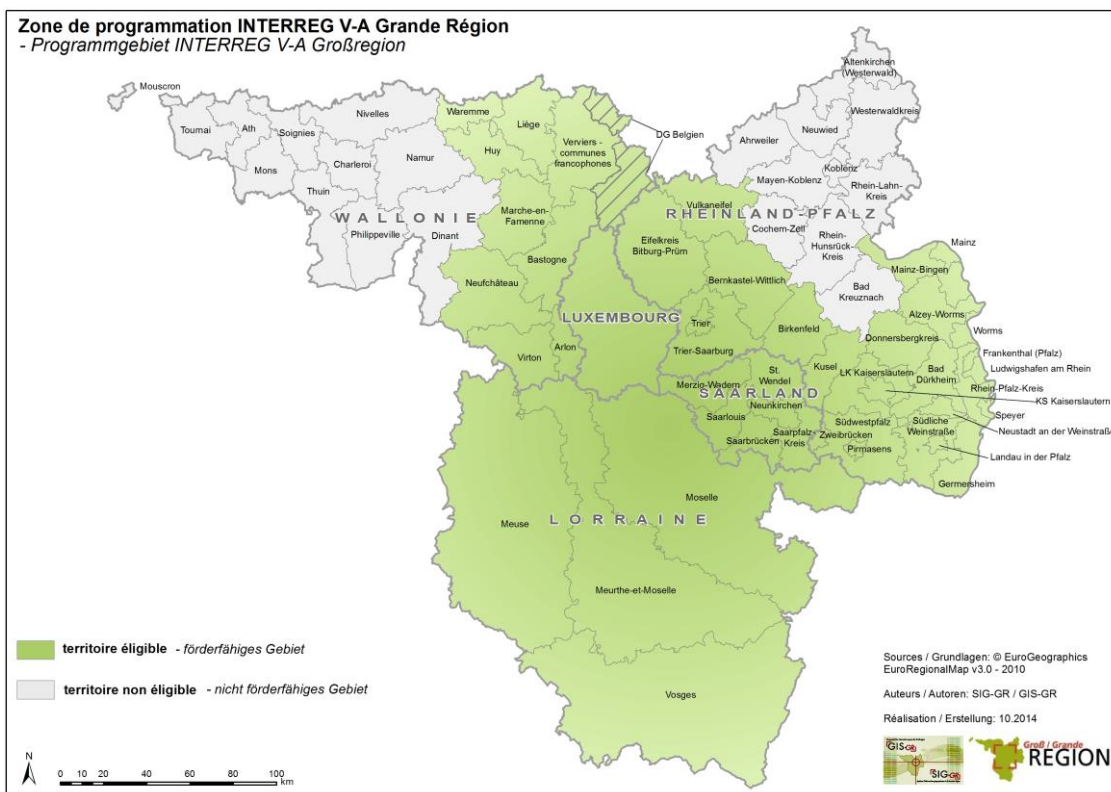 Zone de programmation INTERREG V-A Grande Région
- Programmgebiet INTERREG V-A Großregion
Mouscron
Tournai
Ath
Soignies
Nivelles
Mons
Charleroi
Namur
Thuin
WALLONIE
Philippeville
Dinant
Waremme
Liège
Huy
Verviers -
communes
francophones
DG Belgien
Marche-en-
Famenne
Bastogne
Neufchâteau
Virton
Arlon
LUXEMBOURG
Altenkirchen
(Westerwald)
Westerwaldkreis
Neuwied
Ahrweiler
Koblenz
Mayen-Koblenz
Rhein-Lahn-
Kreis
Vulkaneifel
RHEINLAND-PFALZ
Cochem-Zell
Rhein-
Hunsrück-
Kreis
Eifelkreis
Bitburg-Prüm
Bernkastel-Wittlich
Bad
Kreuznach
Mainz
Mainz-Bingen
Alzey-Worms
Worms
Trier
Birkenfeld
Donnersbergkreis
Frankenthal (Pfalz)
Trier-Saarburg
Kusel
LK Kaiserslautern
Bad
Dürkheim
Ludwigshafen am Rhein
Rhein-Pfalz-Kreis
KS Kaiserslautern
Merzig-Wadern
St.
Wendel
SAARLAND
Neunkirchen
Saarlouis
Saarbrücken
Saarpfalz-
Kreis
Südwestpfalz
Zweibrücken
Pirmasens
Südliche
Weinstraße
Speyer
Neustadt an der Weinstraße
Landau in der Pfalz
Germersheim
Moselle
Meuse
LORRAINE
Meurthe-et-Moselle
Vosges
territoire éligible - förderfähiges Gebiet
territoire non éligible - nicht förderfähiges Gebiet
N
0 10 20 40 60 80 100
km
Sources / Grundlagen: © EuroGeographics
EuroRegionalMap v3.0 - 2010
Auteurs / Autoren: SIG-GR / GIS-GR
Réalisation / Erstellung: 10.2014
GIS-GR
SIG-GR
Groß / Grande
REGION